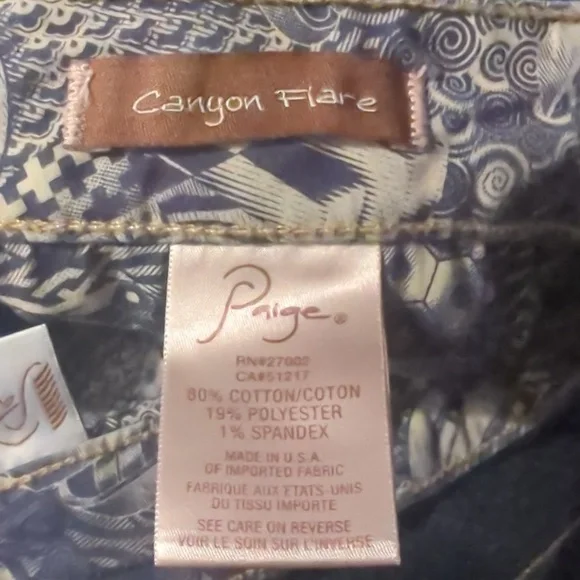 Canyon Flare
Paige®
RN#27002
CA#51217
80% COTTON/COTON
19% POLYESTER
1% SPANDEX
MADE IN U.S.A.
OF IMPORTED FABRIC
FABRIQUE AUX ETATS-UNIS
DU TISSU IMPORTE
SEE CARE ON REVERSE
VOIR LE SOIN SUR L'INVERSE